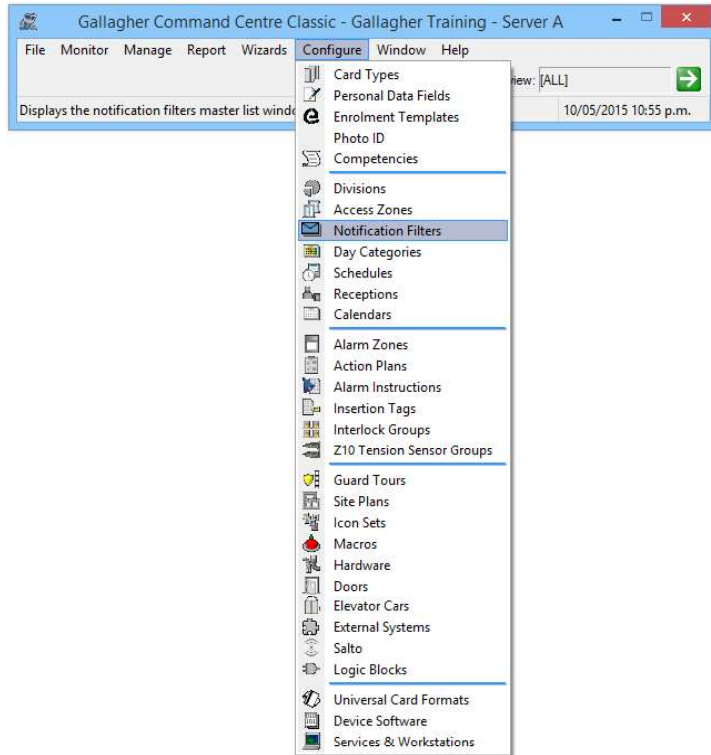 Gallagher Command Centre Classic - Gallagher Training - Server A
File Monitor Manage Report Wizards Configure Window Help
view: [ALL]
Displays the notification filters master list
10/05/2015 10:55 p.m.
Card Types
Personal Data Fields
Enrolment Templates
Photo ID
Competencies
Divisions
Access Zones
Notification Filters
Day Categories
Schedules
Receptions
Calendars
Alarm Zones
Action Plans
Alarm Instructions
Insertion Tags
Interlock Groups
Z10 Tension Sensor Groups
Guard Tours
Site Plans
Icon Sets
Macros
Hardware
Doors
Elevator Cars
External Systems
Salto
Logic Blocks
Universal Card Formats
Device Software
Services & Workstations